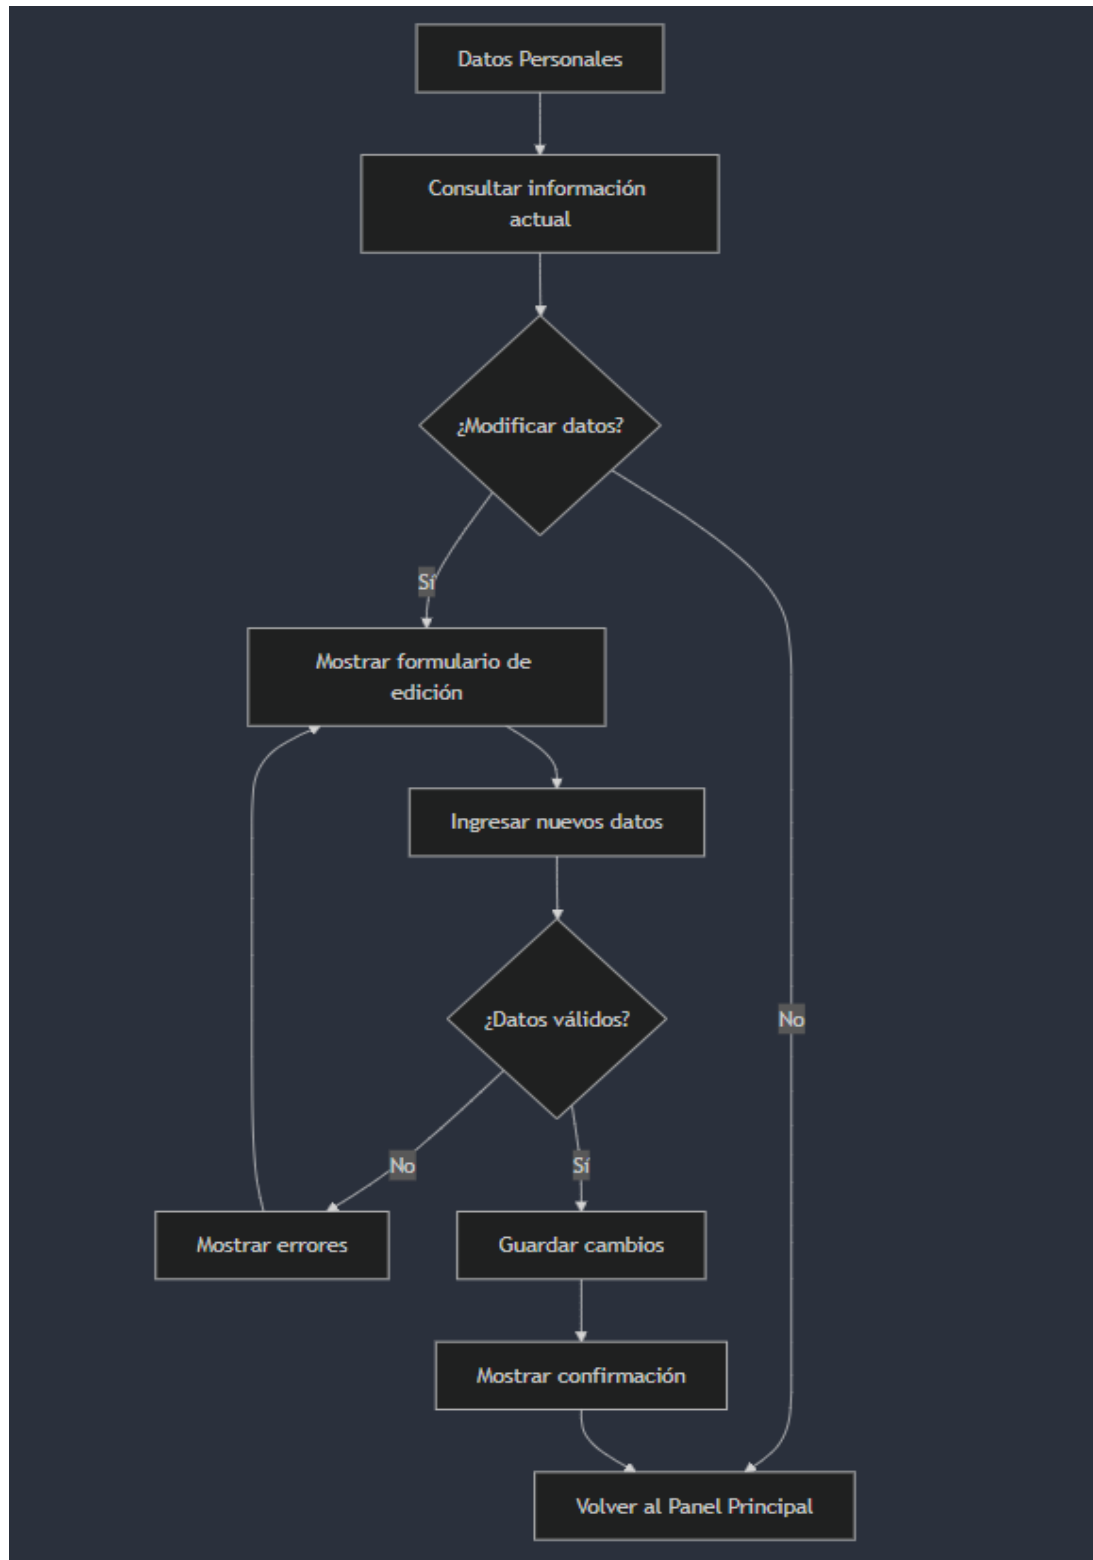 Datos Personales
Consultar información
actual
¿Modificar datos?
Sí
Mostrar formulario de
edición
Ingresar nuevos datos
¿Datos válidos?
No
No
Sí
Mostrar errores
Guardar cambios
Mostrar confirmación
Volver al Panel Principal